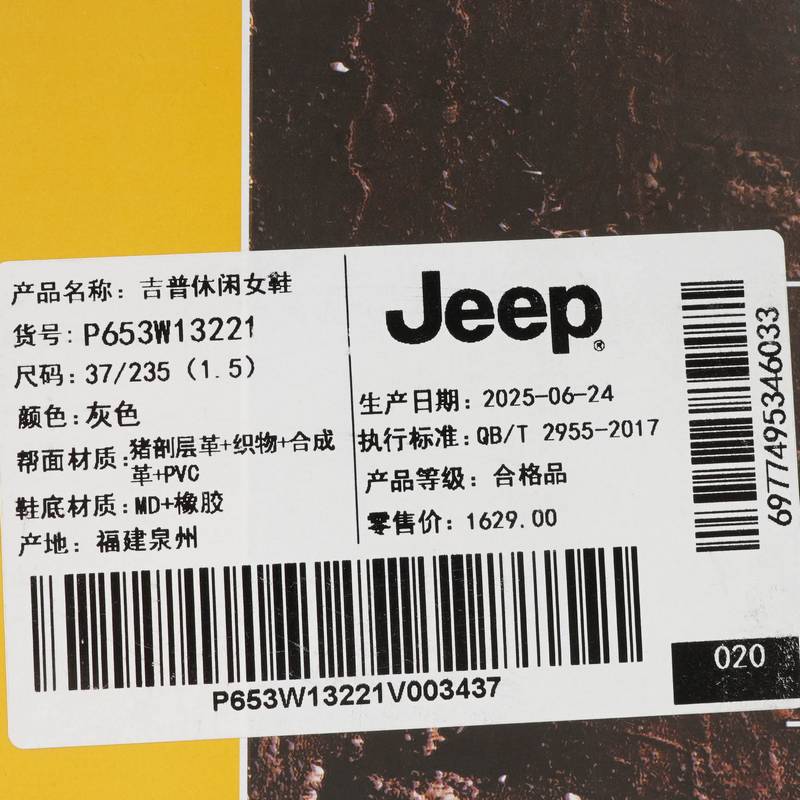 产品名称：吉普休闲女鞋
货号：P653W13221
尺码：37/235（1.5）
颜色：灰色
帮面材质：猪剖层革+织物+合成
革+PVC
鞋底材质：MD+橡胶
产地：福建泉州
Jeep®
生产日期：2025-06-24
执行标准：QB/T 2955-2017
产品等级：合格品
零售价：1629.00
6977495346033
P653W13221V003437
020